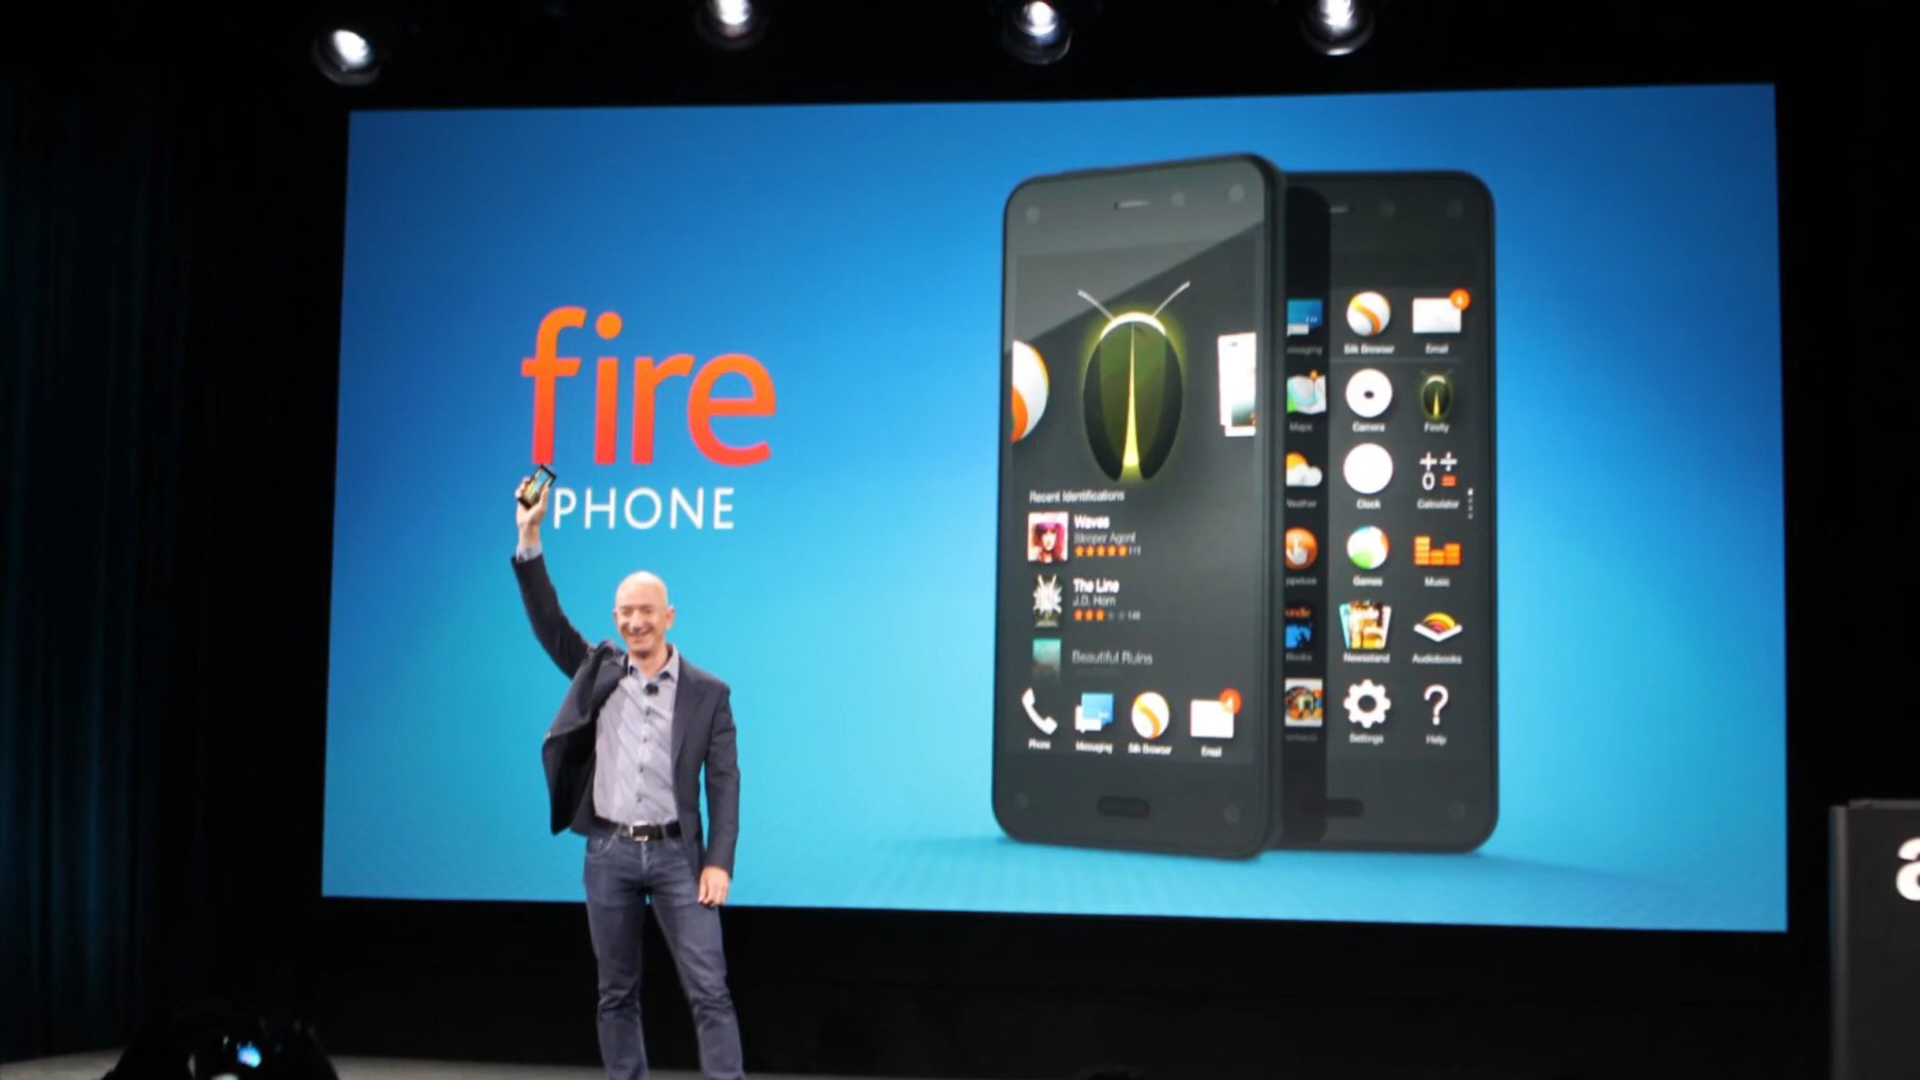 fire
PHONE
Recent Identifications
Waves
Sleeper Agent
The Line
J.D. Horn
Beautiful Ruins
Phone
Messaging
Silk Browser
Email
Silk Browser
Email
Maps
Camera
Firefly
Weather
Clock
Calculator
Games
Music
Newsstand
Audiobooks
Settings
Help
a